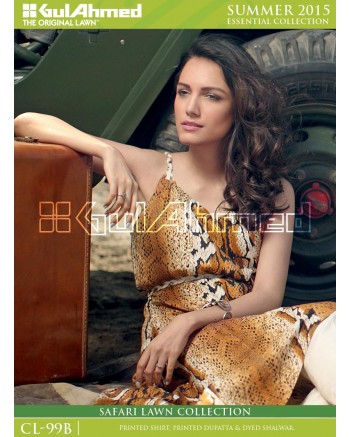 GulAhmed
THE ORIGINAL LAWN™
SUMMER 2015
ESSENTIAL COLLECTION
GulAhmed
SAFARI LAWN COLLECTION
CL-99B
PRINTED SHIRT, PRINTED DUPATTA & DYED SHALWAR.